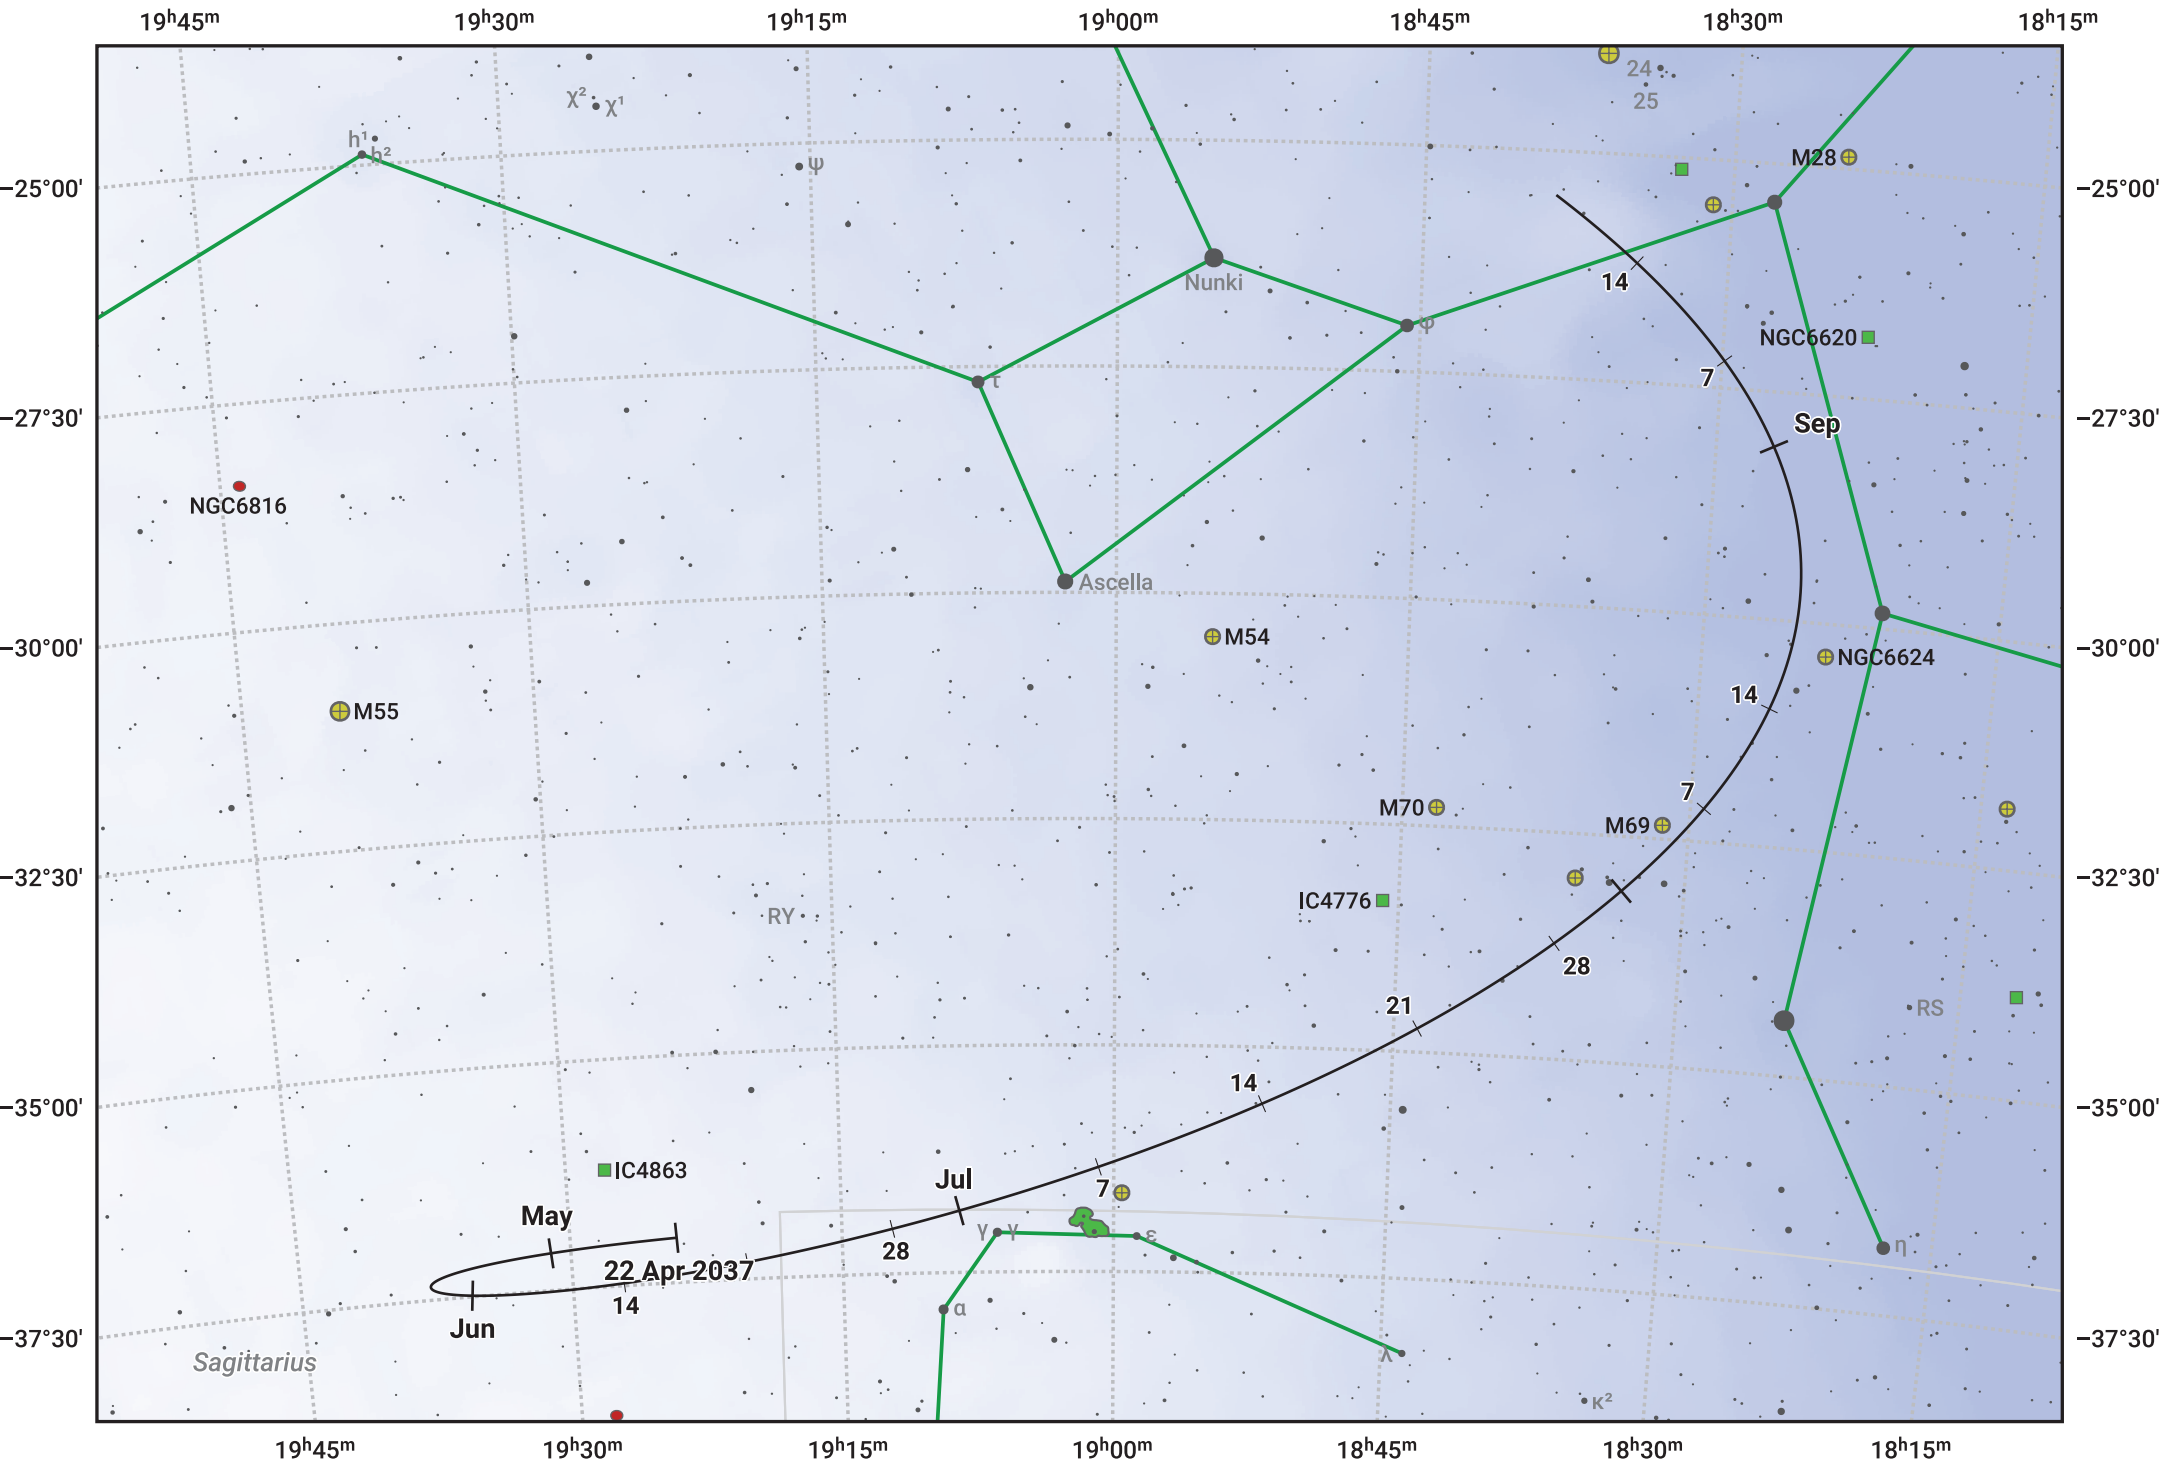 19ʰ45ᵐ 19ʰ30ᵐ 19ʰ15ᵐ 19ʰ00ᵐ 18ʰ45ᵐ 18ʰ30ᵐ 18ʰ15ᵐ
24
25
χ² χ¹
h¹
h²
ψ
M28
−25°00' −25°00'
Nunki
14
φ
NGC6620
τ
7
−27°30' −27°30'
Sep
NGC6816
Ascella
M54
−30°00' −30°00'
NGC6624
14
M55
7
M70
M69
−32°30' −32°30'
IC4776
RY
28
21
RS
14
−35°00' −35°00'
IC4863
Jul
7
May
γ γ
ε
η
28
22 Apr 2037
14
α
Jun
−37°30' −37°30'
λ
Sagittarius
κ²
19ʰ45ᵐ 19ʰ30ᵐ 19ʰ15ᵐ 19ʰ00ᵐ 18ʰ45ᵐ 18ʰ30ᵐ 18ʰ15ᵐ